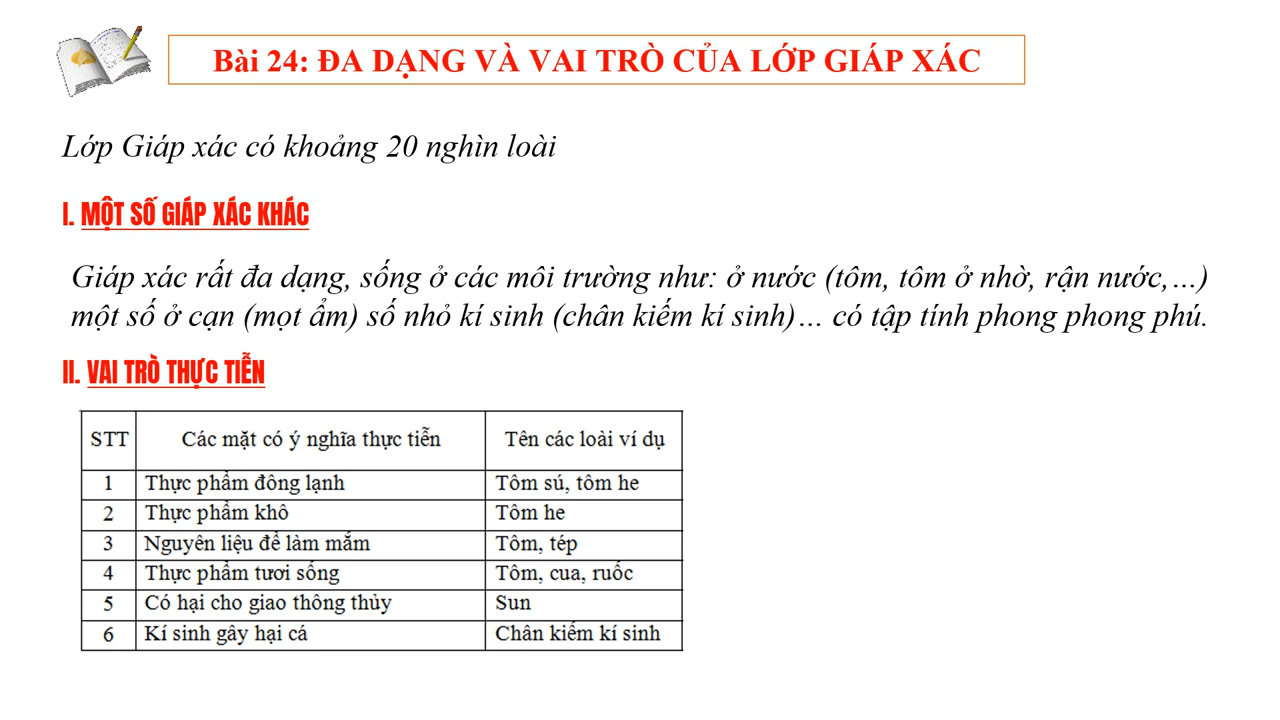 Bài 24: ĐA DẠNG VÀ VAI TRÒ CỦA LỚP GIÁP XÁC
Lớp Giáp xác có khoảng 20 nghìn loài
I. MỘT SỐ GIÁP XÁC KHÁC
Giáp xác rất đa dạng, sống ở các môi trường như: ở nước (tôm, tôm ở nhờ, rận nước,…)
một số ở cạn (mọt ẩm) số nhỏ kí sinh (chân kiếm kí sinh)… có tập tính phong phong phú.
II. VAI TRÒ THỰC TIỄN
STT Các mặt có ý nghĩa thực tiễn Tên các loài ví dụ
1 Thực phẩm đông lạnh Tôm sú, tôm he
2 Thực phẩm khô Tôm he
3 Nguyên liệu để làm mắm Tôm, tép
4 Thực phẩm tươi sống Tôm, cua, ruốc
5 Có hại cho giao thông thủy Sun
6 Kí sinh gây hại cá Chân kiếm kí sinh